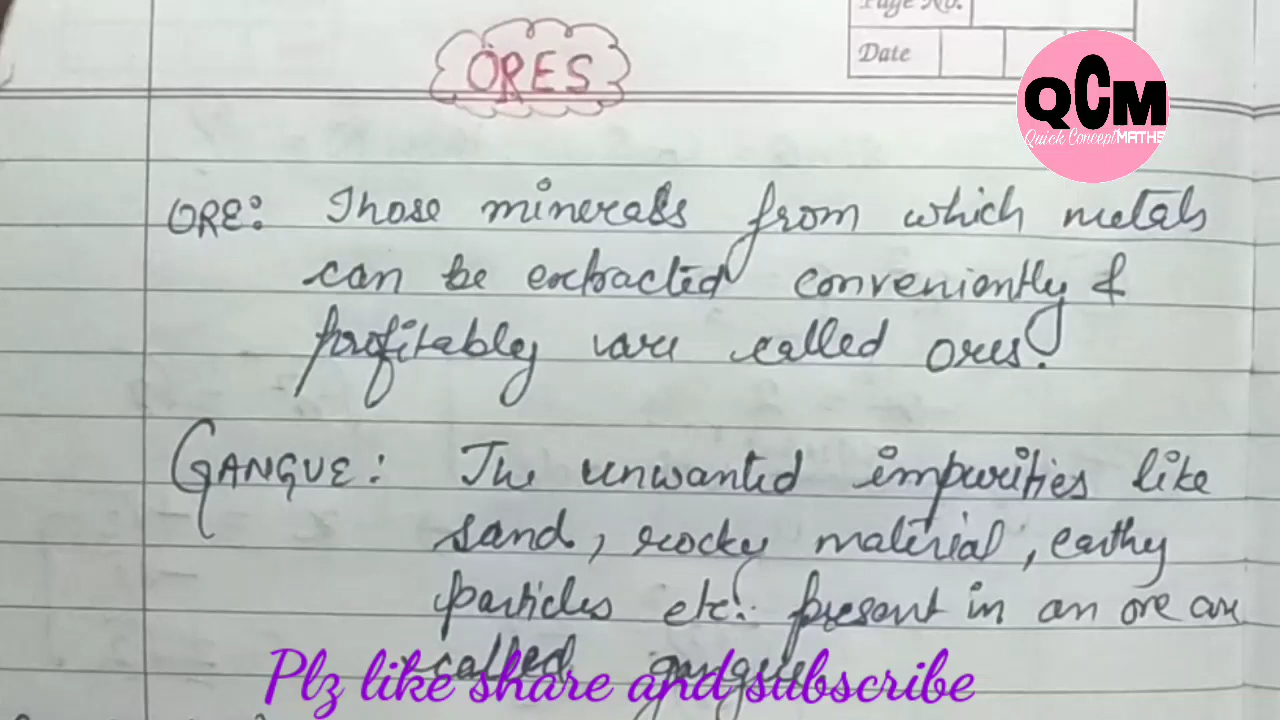 Page No.
Date
ORES
QCM
Quick Concept MATHS
ORE: Those minerals from which metals
can be extracted conveniently &
profitably are called ores.
GANGUE: The unwanted impurities like
sand, rocky material, earthy
particles etc. present in an ore are
called gangue
Plz like share and subscribe